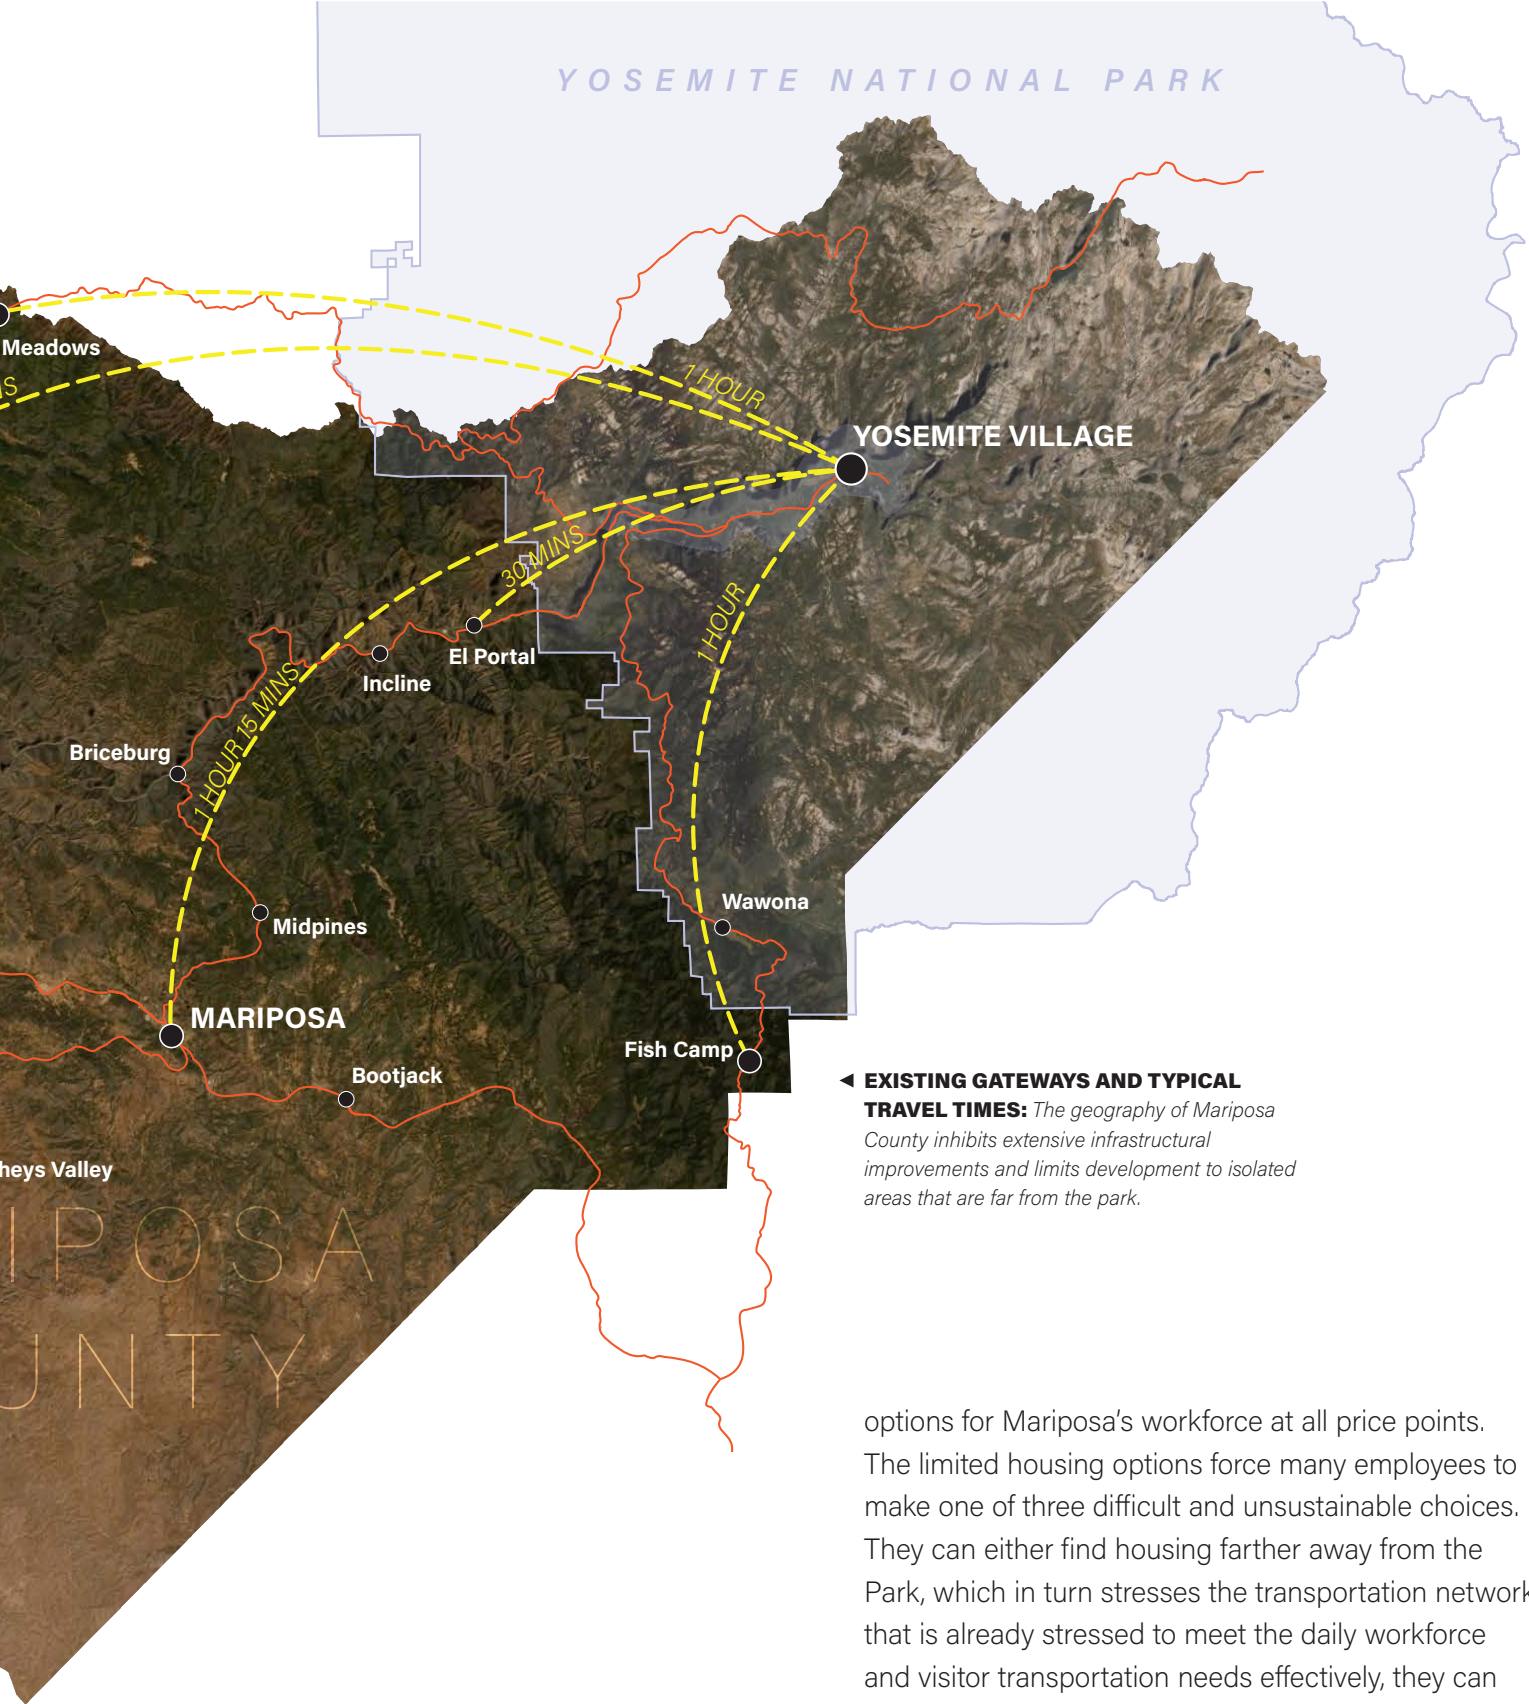 YOSEMITE NATIONAL PARK
Meadows
1 HOUR
YOSEMITE VILLAGE
30 MINS
El Portal
1 HOUR
Incline
1 HOUR 15 MINS
Briceburg
Wawona
Midpines
MARIPOSA
Fish Camp
Bootjack
◄ EXISTING GATEWAYS AND TYPICAL
TRAVEL TIMES: The geography of Mariposa
County inhibits extensive infrastructural
improvements and limits development to isolated
areas that are far from the park.
heys Valley
IPOSA
UNTY
options for Mariposa’s workforce at all price points.
The limited housing options force many employees to
make one of three difficult and unsustainable choices.
They can either find housing farther away from the
Park, which in turn stresses the transportation network
that is already stressed to meet the daily workforce
and visitor transportation needs effectively, they can